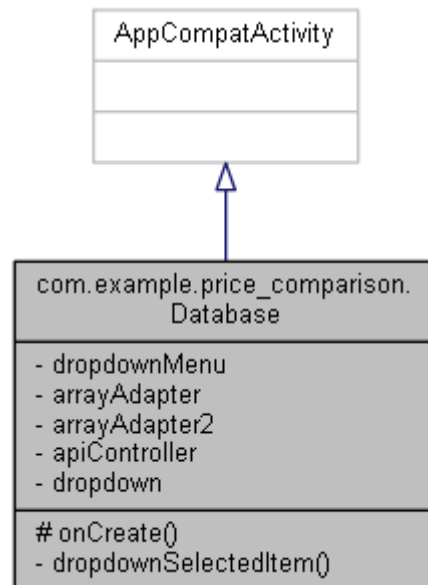 AppCompatActivity
com.example.price_comparison.
Database
- dropdownMenu
- arrayAdapter
- arrayAdapter2
- apiController
- dropdown
# onCreate()
- dropdownSelectedItem()